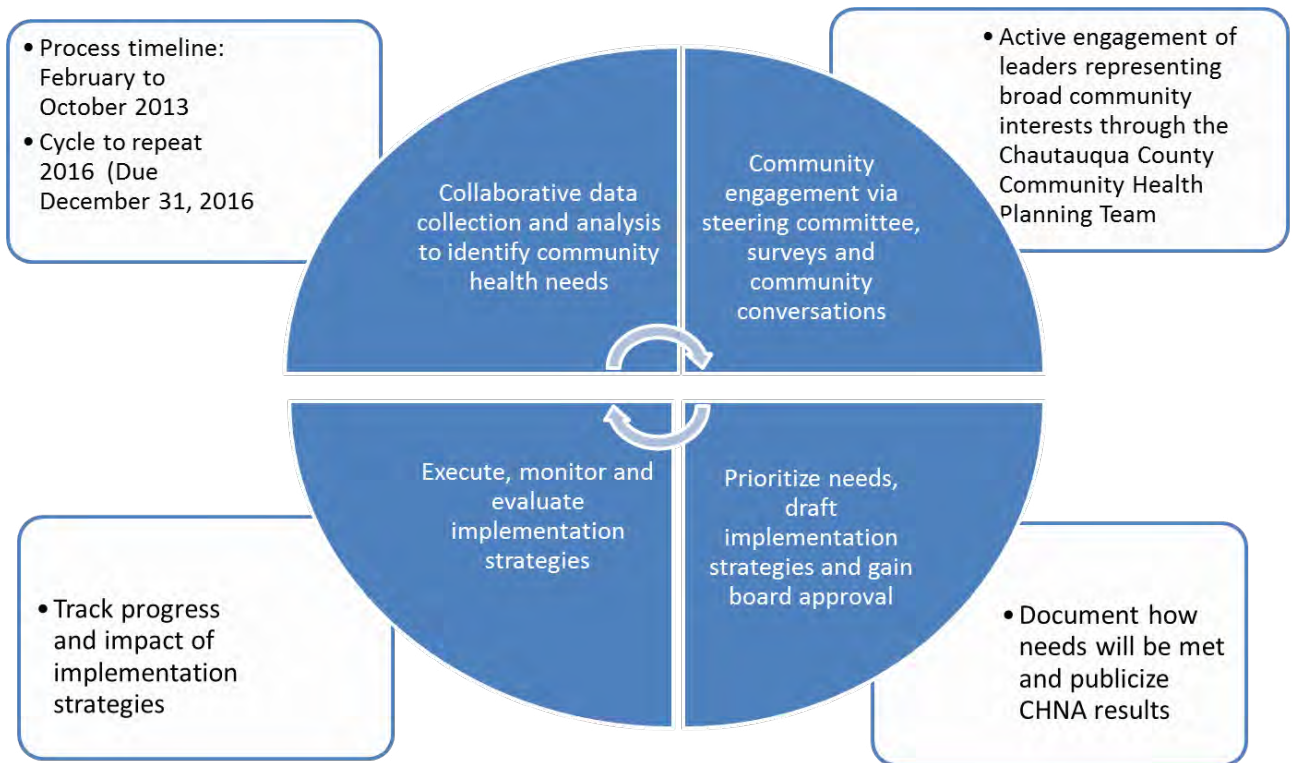 • Process timeline:
February to
October 2013
• Cycle to repeat
2016 (Due
December 31, 2016
Collaborative data
collection and analysis
to identify community
health needs
Community
engagement via
steering committee,
surveys and
community
conversations
• Active engagement of
leaders representing
broad community
interests through the
Chautauqua County
Community Health
Planning Team
Execute, monitor and
evaluate
implementation
strategies
Prioritize needs,
draft
implementation
strategies and gain
board approval
• Track progress
and impact of
implementation
strategies
• Document how
needs will be met
and publicize
CHNA results